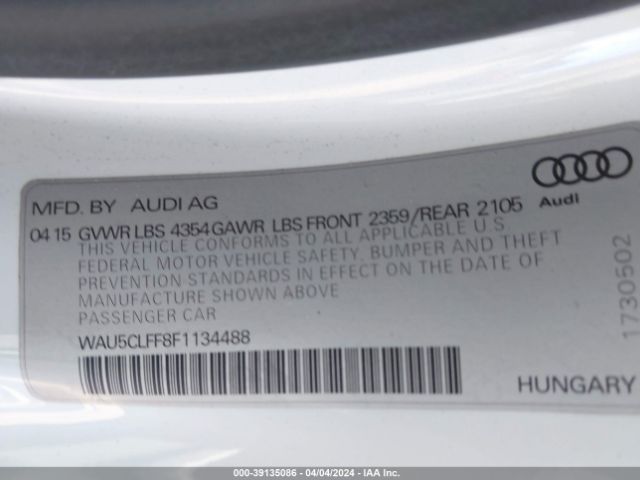 MFD. BY AUDI AG
Audi
04 15 GVWR LBS 4354 GAWR LBS FRONT 2359/REAR 2105
THIS VEHICLE CONFORMS TO ALL APPLICABLE U S
FEDERAL MOTOR VEHICLE SAFETY, BUMPER AND THEFT
PREVENTION STANDARDS IN EFFECT ON THE DATE OF
MANUFACTURE SHOWN ABOVE
PASSENGER CAR
WAU5CLFF8F1134488
HUNGARY
1730502
000-39135086 - 04/04/2024 - IAA Inc.